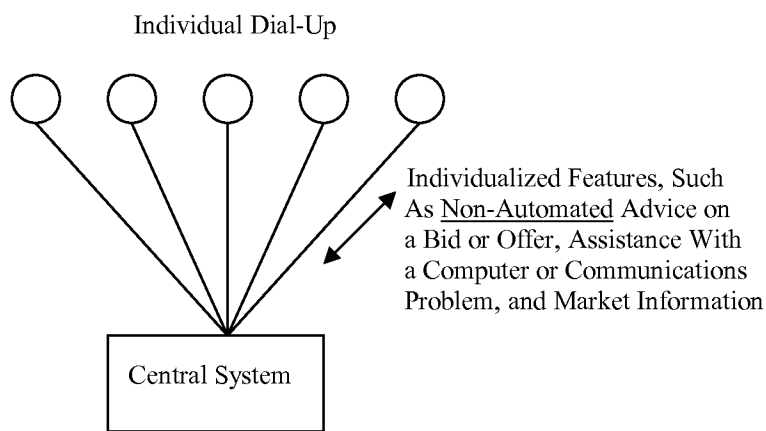 Individual Dial-Up
Individualized Features, Such
As Non-Automated Advice on
a Bid or Offer, Assistance With
a Computer or Communications
Problem, and Market Information
Central System